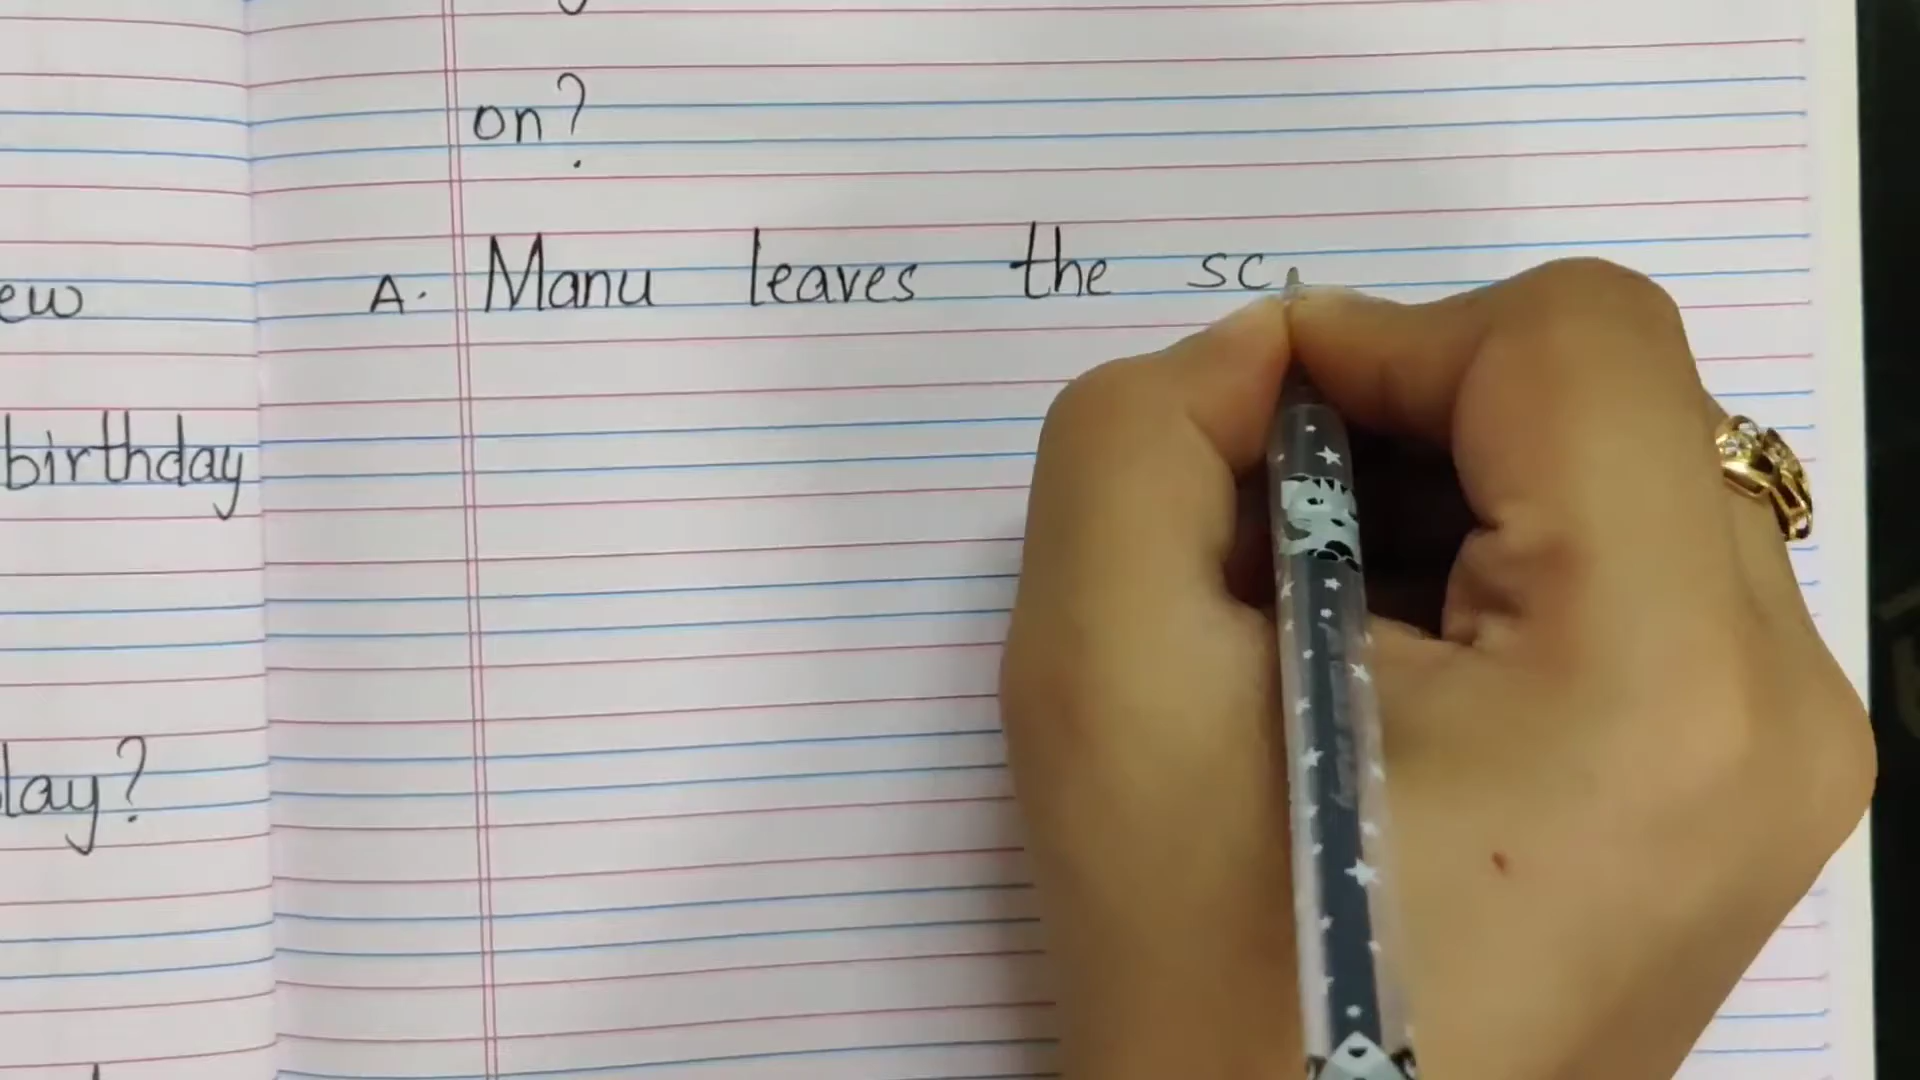 ew
birthday
lay?
on?
A. Manu leaves the sc